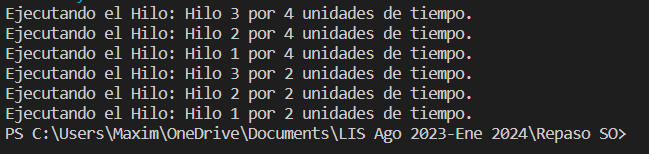 Ejecutando el Hilo: Hilo 3 por 4 unidades de tiempo.
Ejecutando el Hilo: Hilo 2 por 4 unidades de tiempo.
Ejecutando el Hilo: Hilo 1 por 4 unidades de tiempo.
Ejecutando el Hilo: Hilo 3 por 2 unidades de tiempo.
Ejecutando el Hilo: Hilo 2 por 2 unidades de tiempo.
Ejecutando el Hilo: Hilo 1 por 2 unidades de tiempo.
PS C:\Users\Maxim\OneDrive\Documents\LIS Ago 2023-Ene 2024\Repaso SO>